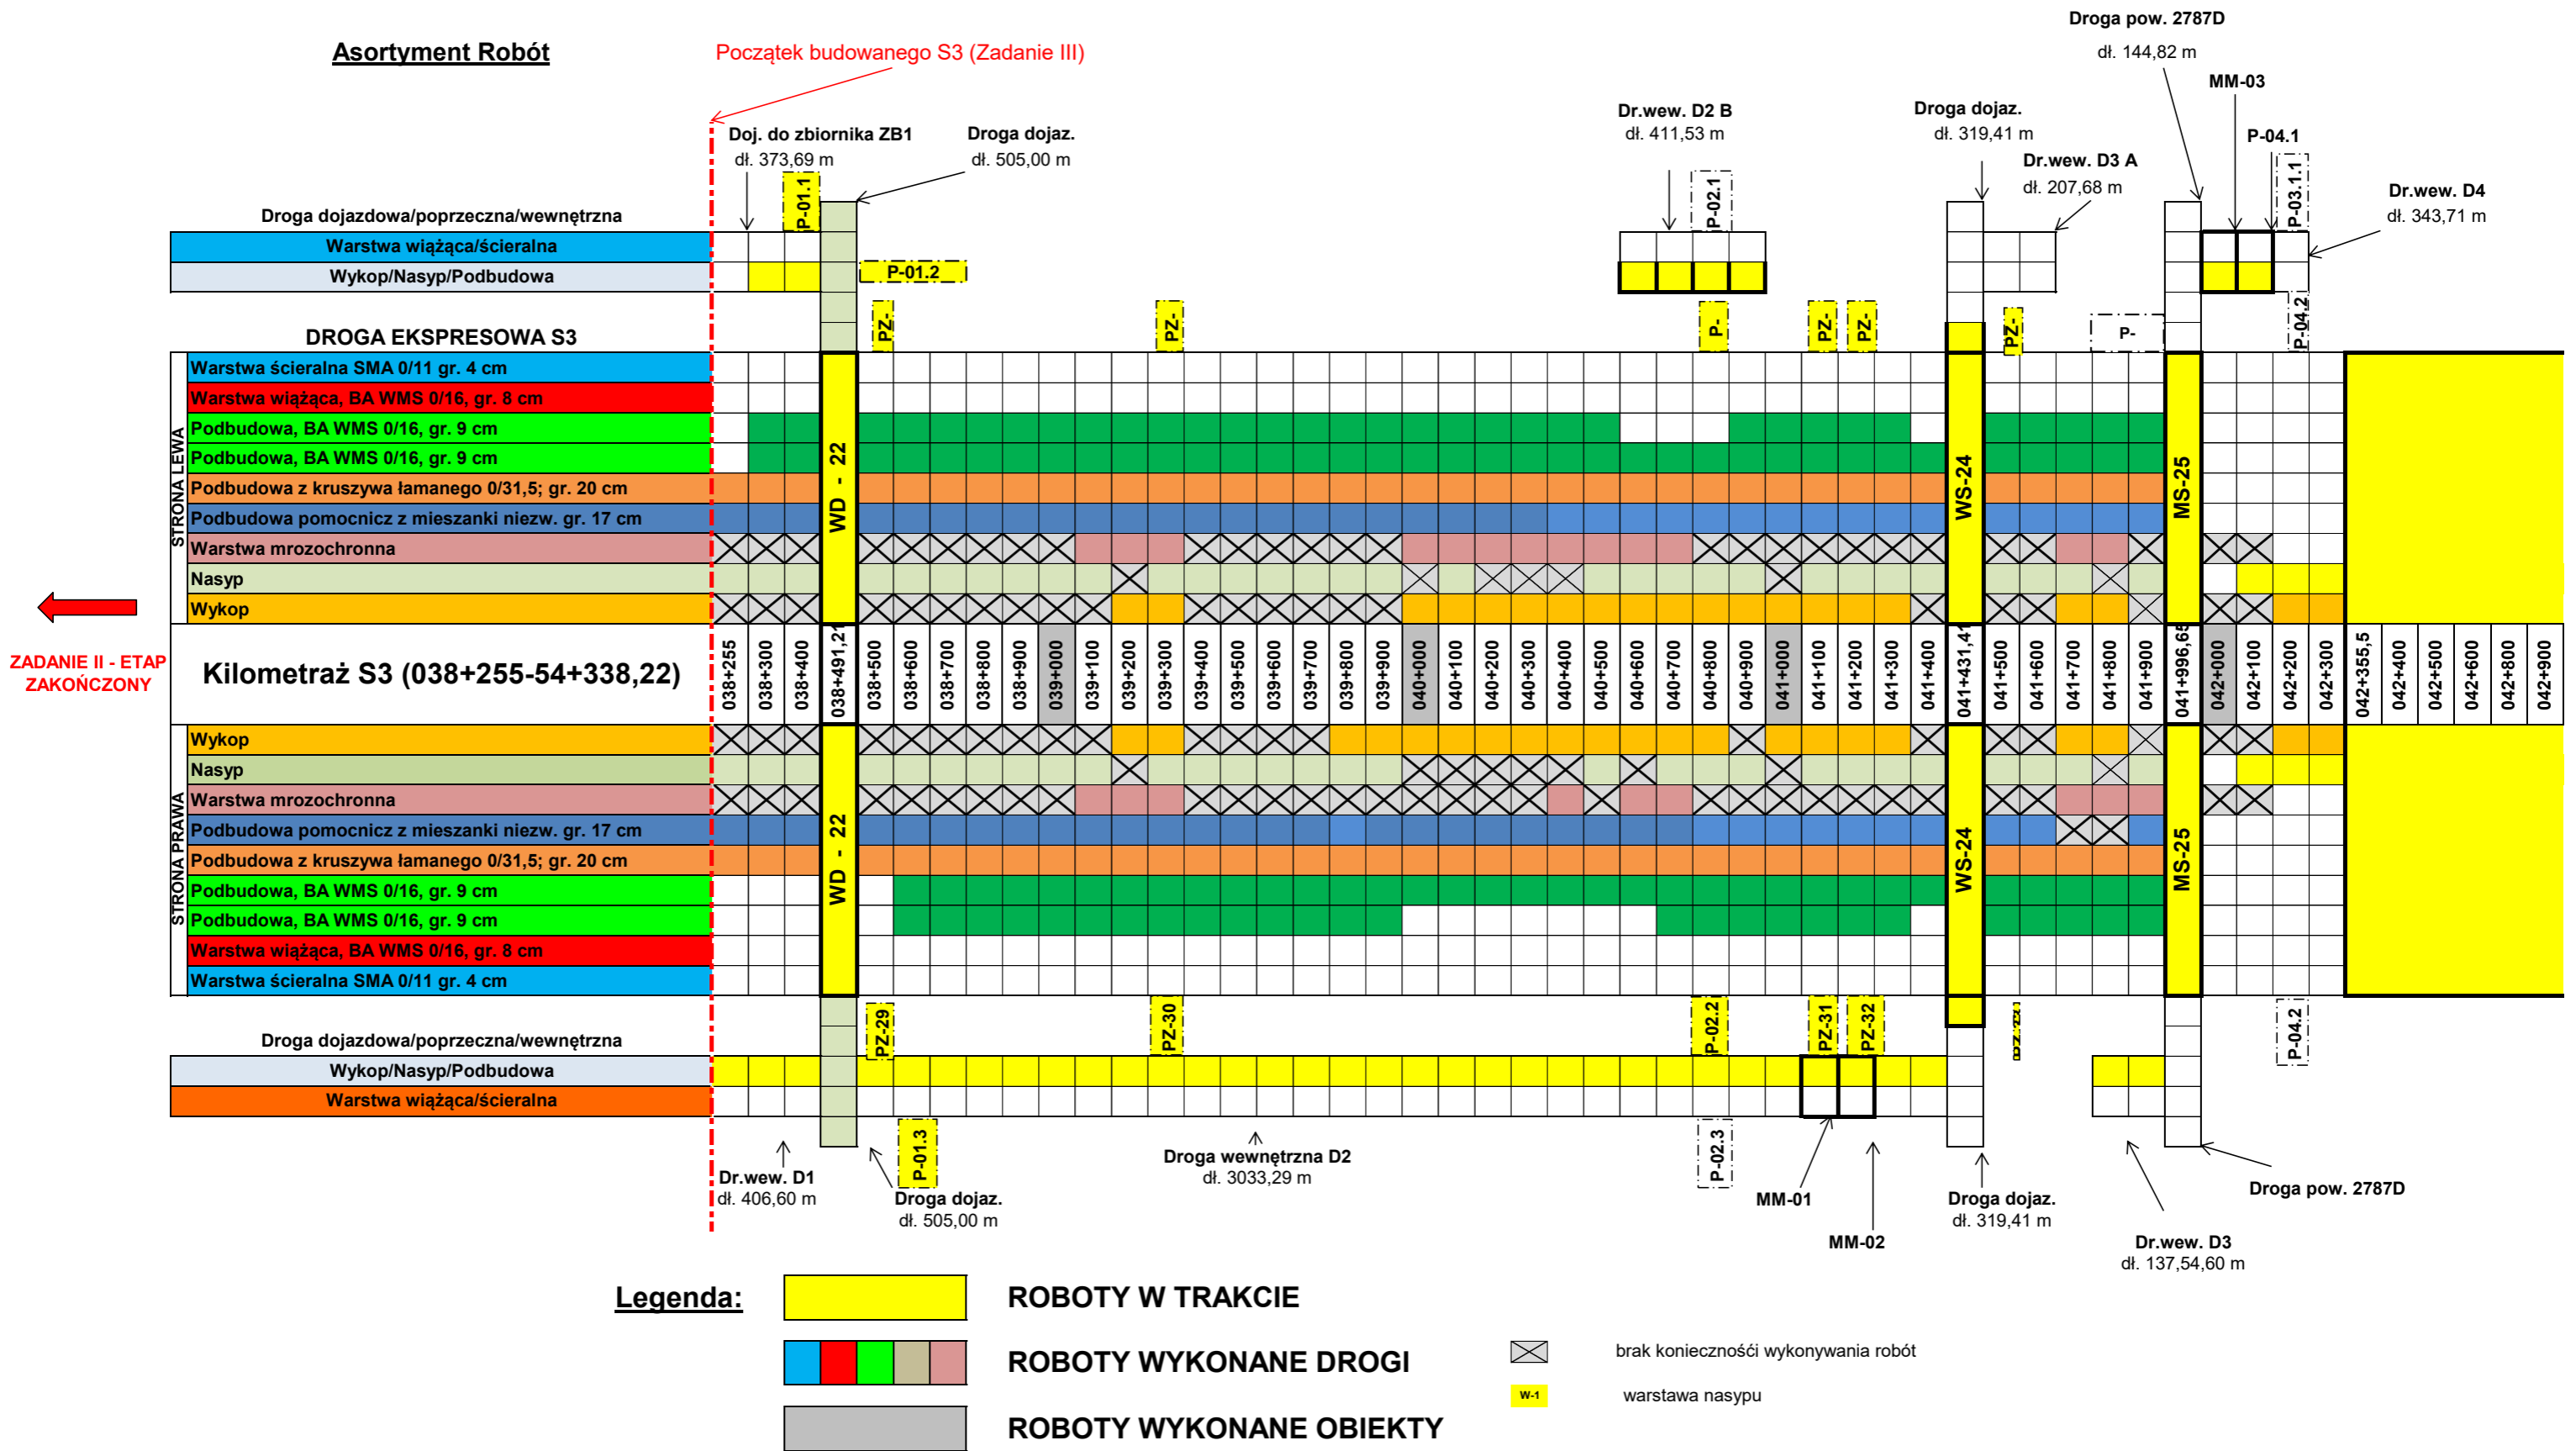 Asortyment Robót
Początek budowanego S3 (Zadanie III)
Droga pow. 2787D
dł. 144,82 m
MM-03
P-04.1
Doj. do zbiornika ZB1
dł. 373,69 m
Droga dojaz.
dł. 505,00 m
Dr.wew. D2 B
dł. 411,53 m
Droga dojaz.
dł. 319,41 m
Dr.wew. D3 A
dł. 207,68 m
Dr.wew. D4
dł. 343,71 m
P-01.1
P-02.1
P-03.1.1
Droga dojazdowa/poprzeczna/wewnętrzna
Warstwa wiążąca/ścieralna
Wykop/Nasyp/Podbudowa
P-01.2
PZ-
PZ-
P-
PZ-
PZ-
PZ-
P-
P-04.2
DROGA EKSPRESOWA S3
STRONA LEWA
Warstwa ścieralna SMA 0/11 gr. 4 cm
Warstwa wiążąca, BA WMS 0/16, gr. 8 cm
Podbudowa, BA WMS 0/16, gr. 9 cm
Podbudowa, BA WMS 0/16, gr. 9 cm
Podbudowa z kruszywa łamanego 0/31,5; gr. 20 cm
Podbudowa pomocnicz z mieszanki niezw. gr. 17 cm
Warstwa mrozochronna
Nasyp
Wykop
WD - 22
WS-24
MS-25
ZADANIE II - ETAP
ZAKOŃCZONY
Kilometraż S3 (038+255-54+338,22)
038+255
038+300
038+400
038+491,21
038+500
038+600
038+700
038+800
038+900
039+000
039+100
039+200
039+300
039+400
039+500
039+600
039+700
039+800
039+900
040+000
040+100
040+200
040+300
040+400
040+500
040+600
040+700
040+800
040+900
041+000
041+100
041+200
041+300
041+400
041+431,41
041+500
041+600
041+700
041+800
041+900
041+996,65
042+000
042+100
042+200
042+300
042+355,5
042+400
042+500
042+600
042+800
042+900
STRONA PRAWA
Wykop
Nasyp
Warstwa mrozochronna
Podbudowa pomocnicz z mieszanki niezw. gr. 17 cm
Podbudowa z kruszywa łamanego 0/31,5; gr. 20 cm
Podbudowa, BA WMS 0/16, gr. 9 cm
Podbudowa, BA WMS 0/16, gr. 9 cm
Warstwa wiążąca, BA WMS 0/16, gr. 8 cm
Warstwa ścieralna SMA 0/11 gr. 4 cm
WD - 22
WS-24
MS-25
PZ-29
PZ-30
P-02.2
PZ-31
PZ-32
P-04.2
Droga dojazdowa/poprzeczna/wewnętrzna
Wykop/Nasyp/Podbudowa
Warstwa wiążąca/ścieralna
P-01.3
P-02.3
Dr.wew. D1
dł. 406,60 m
Droga dojaz.
dł. 505,00 m
Droga wewnętrzna D2
dł. 3033,29 m
MM-01
MM-02
Droga dojaz.
dł. 319,41 m
Droga pow. 2787D
Dr.wew. D3
dł. 137,54,60 m
Legenda:
ROBOTY W TRAKCIE
ROBOTY WYKONANE DROGI
ROBOTY WYKONANE OBIEKTY
brak koniecznośći wykonywania robót
W-1
warstawa nasypu